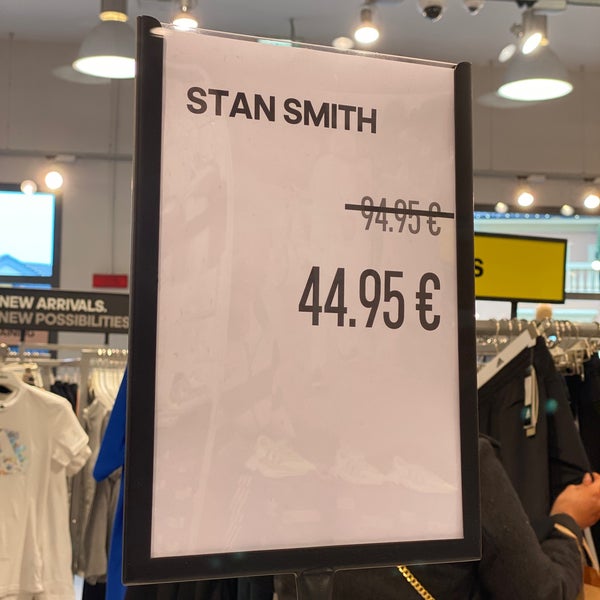 STAN SMITH
94.95 €
44.95 €
NEW ARRIVALS.
NEW POSSIBILITIES
S